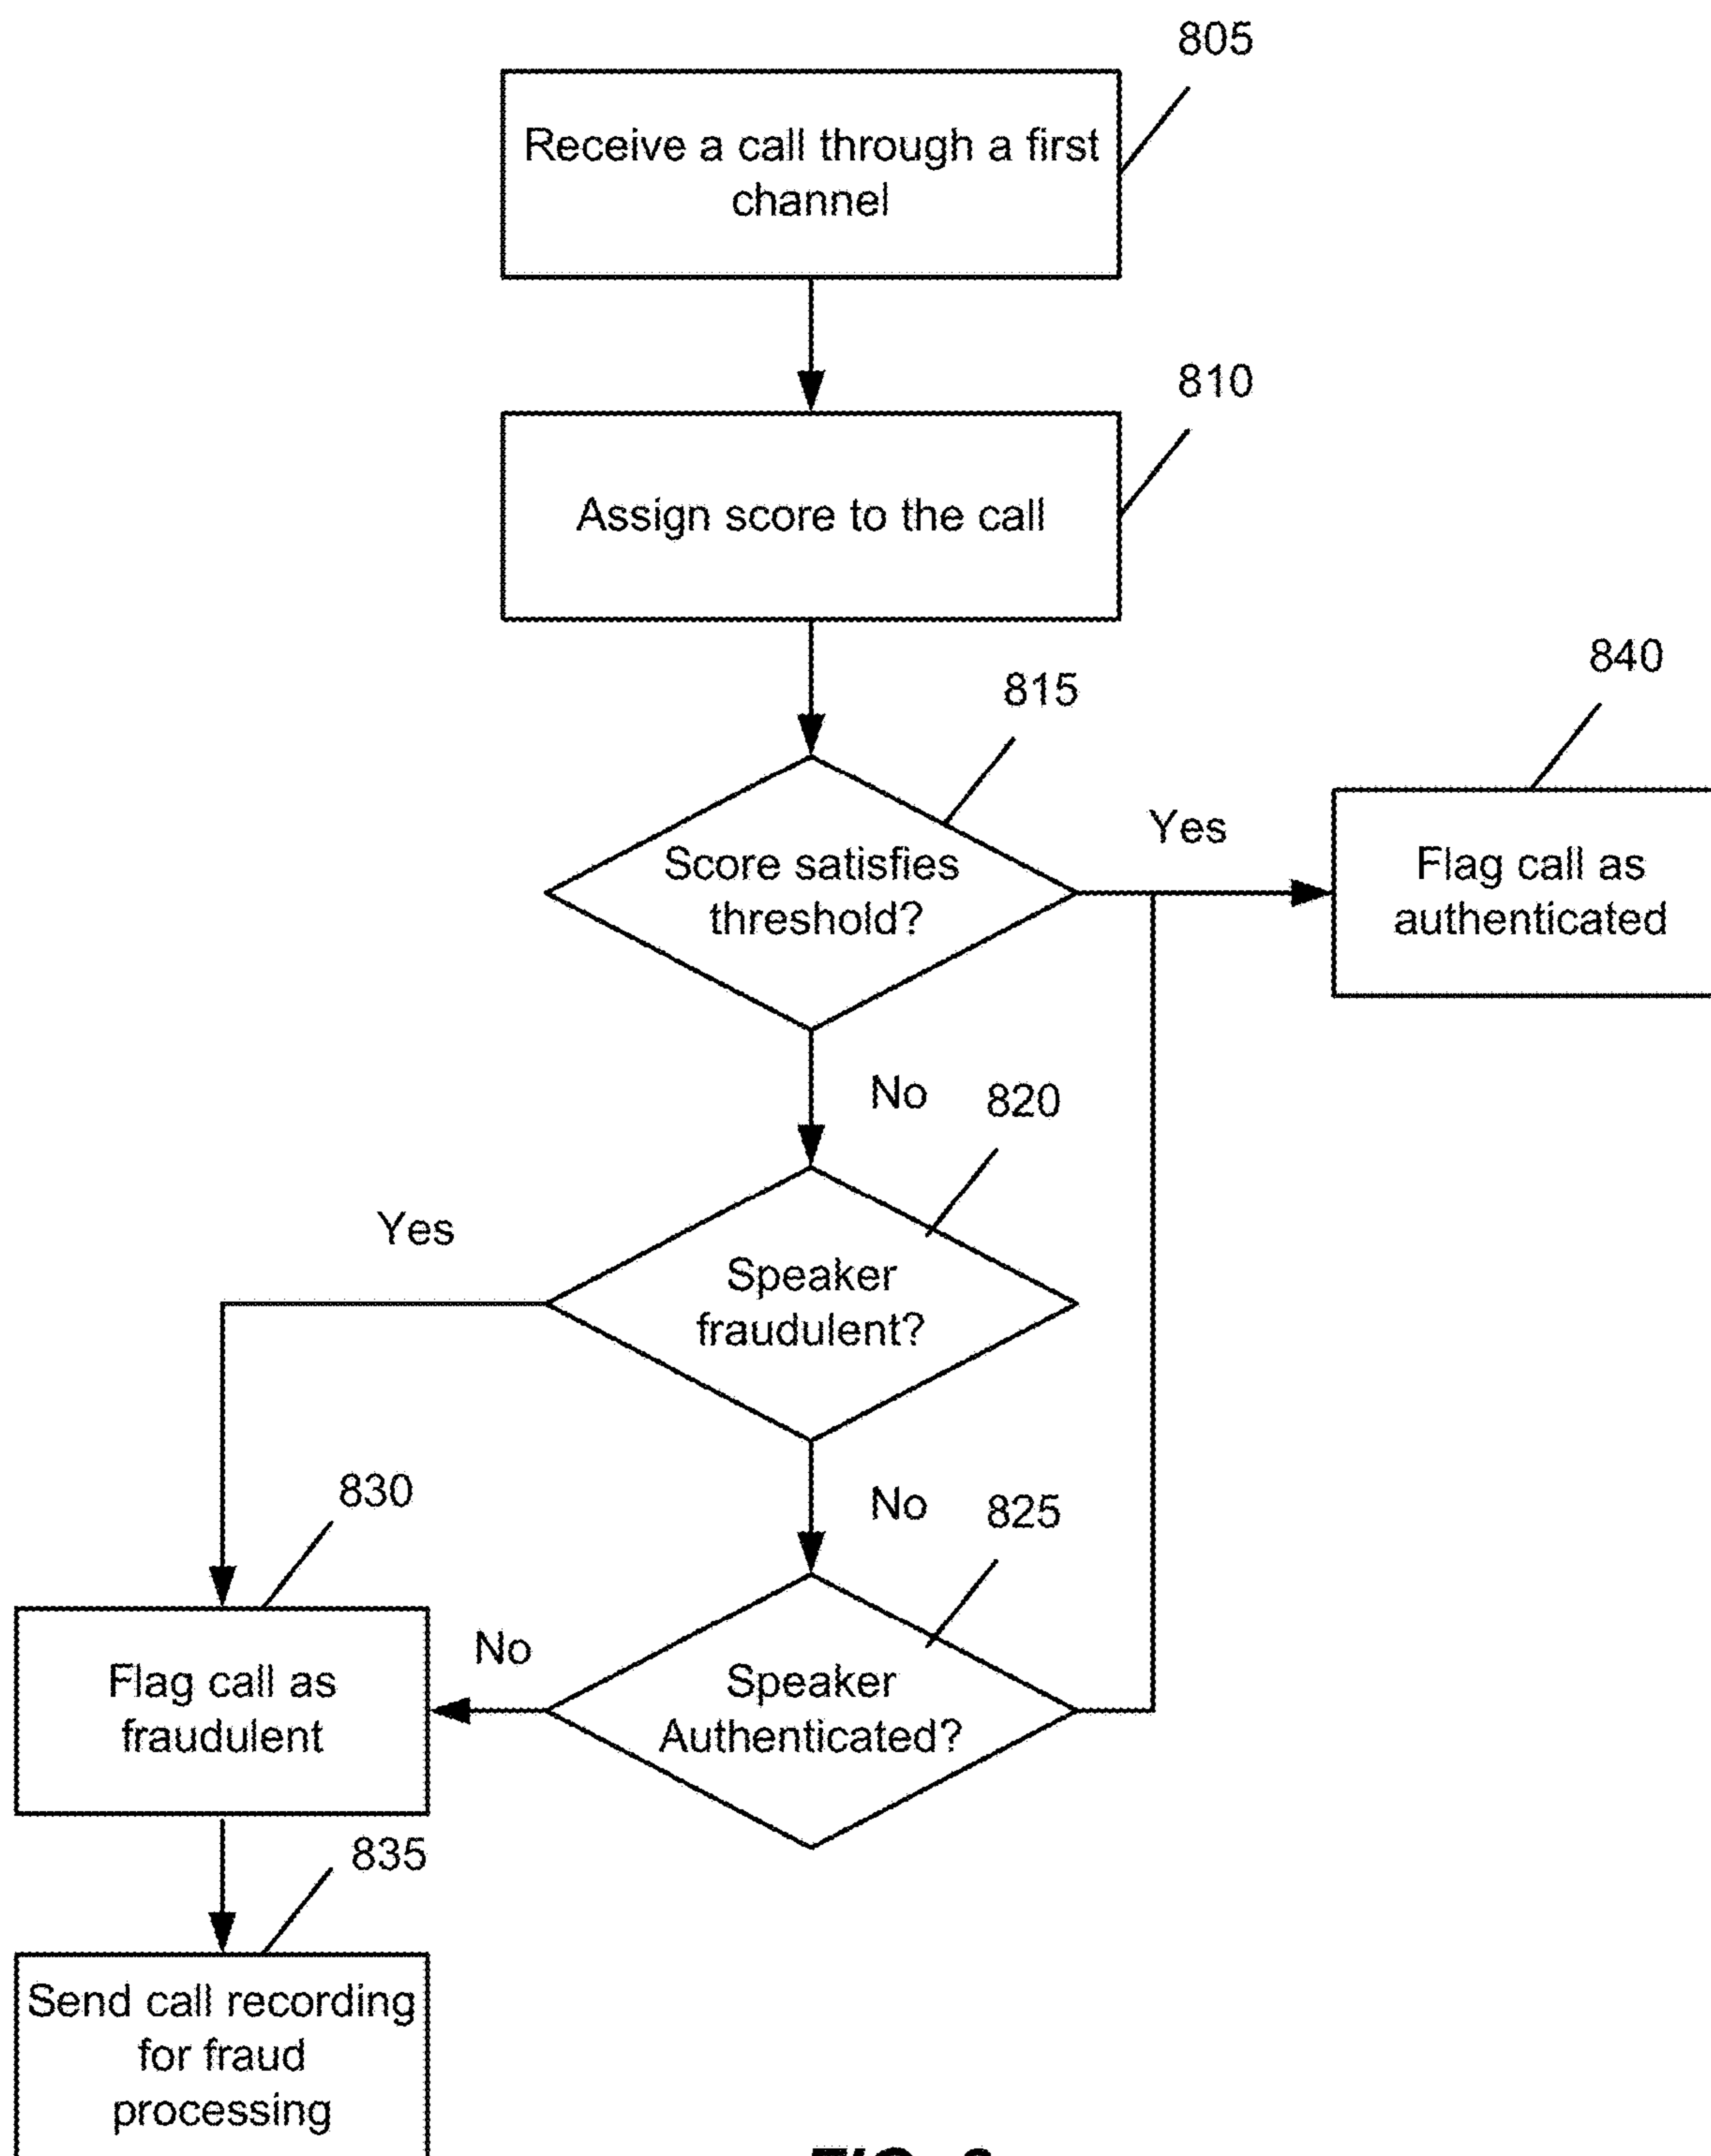 805
Receive a call through a first
channel
810
Assign score to the call
815
840
Score satisfies
threshold?
Yes
Flag call as
authenticated
No
820
Yes
Speaker
fraudulent?
No
825
830
No
Flag call as
fraudulent
Speaker
Authenticated?
835
Send call recording
for fraud
processing